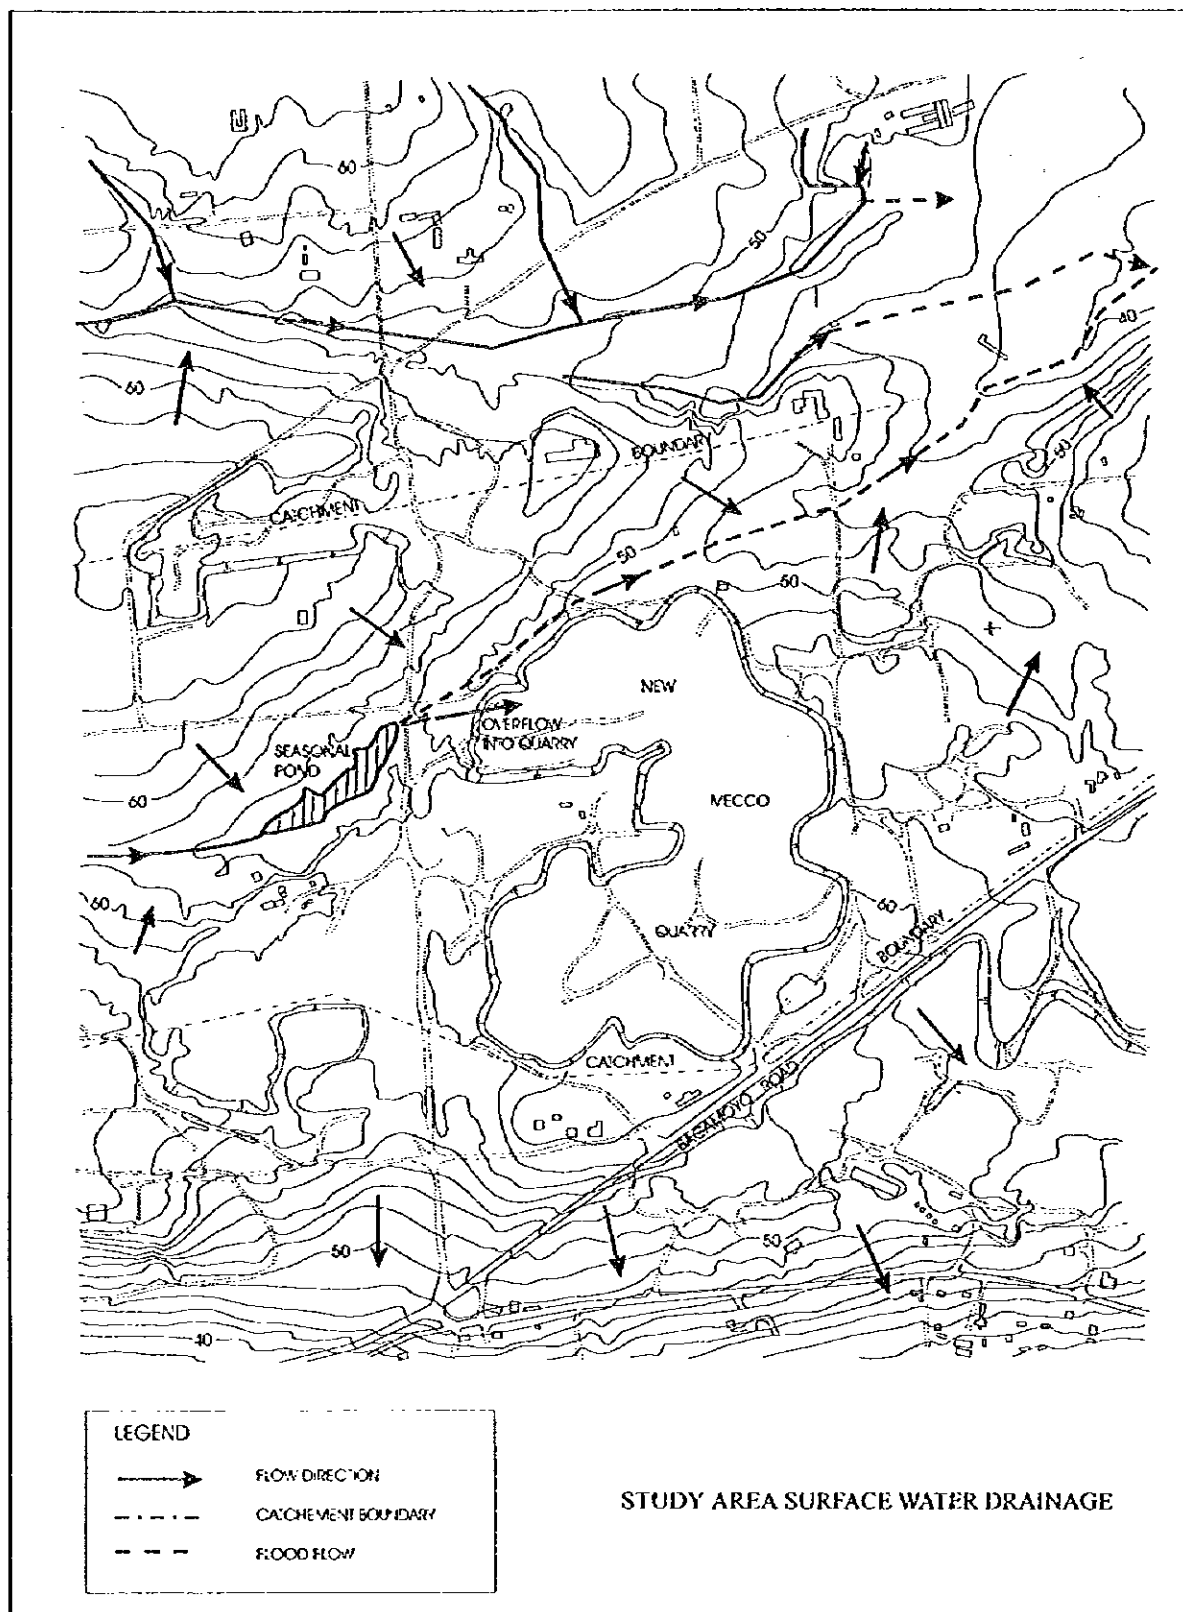 60
50
60
40
60
BOUNDARY
CATCHMENT
50
60
NEW
SEASONAL
POND
OVERFLOW
INTO QUARRY
60
MECCO
60
60
QUARRY
BOUNDARY
CATCHMENT
BAGAMOYO ROAD
50
50
40
LEGEND
FLOW DIRECTION
CATCHEMENT BOUNDARY
FLOOD FLOW
STUDY AREA SURFACE WATER DRAINAGE